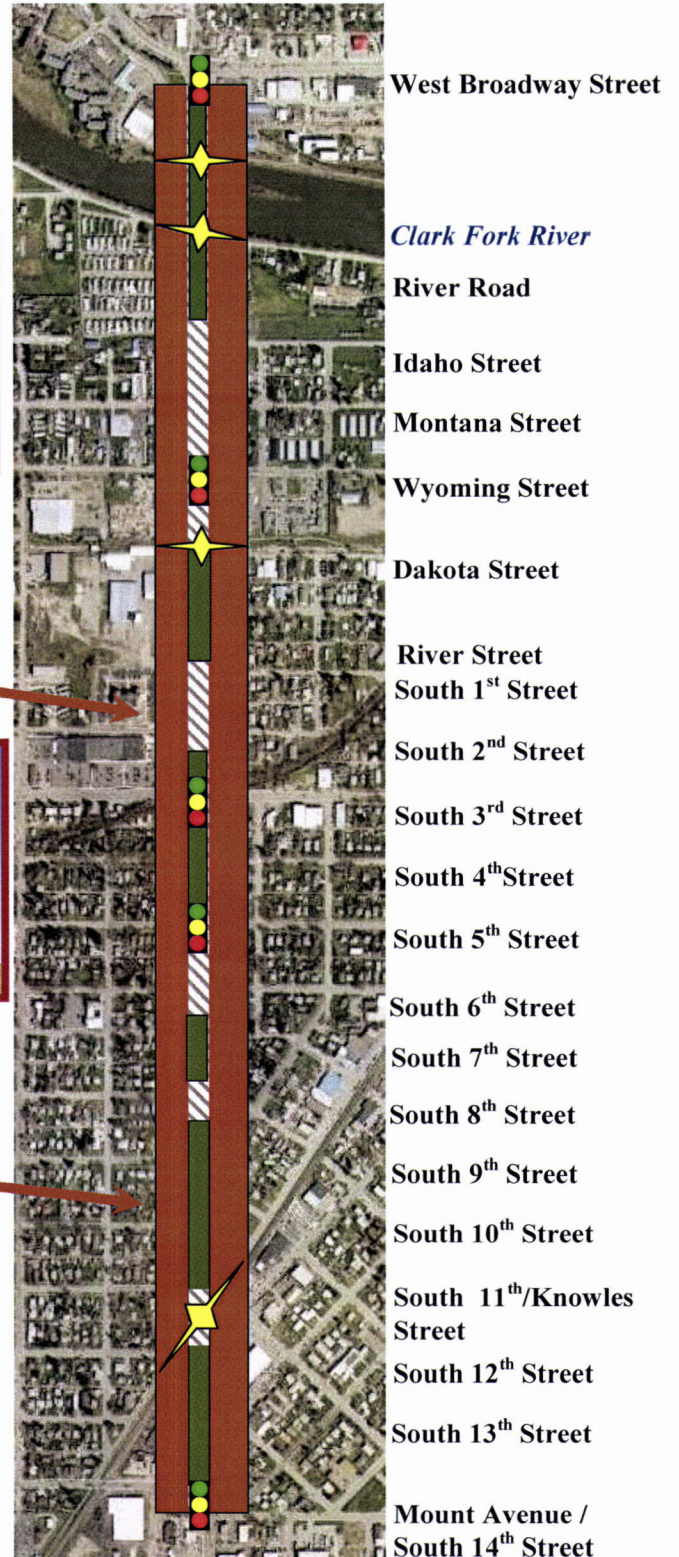 West Broadway Street
Clark Fork River
River Road
Idaho Street
Montana Street
Wyoming Street
Dakota Street
River Street
South 1st Street
South 2nd Street
South 3rd Street
South 4thStreet
South 5th Street
South 6th Street
South 7th Street
South 8th Street
South 9th Street
South 10th Street
South 11th/Knowles
Street
South 12th Street
South 13th Street
Mount Avenue /
South 14th Street